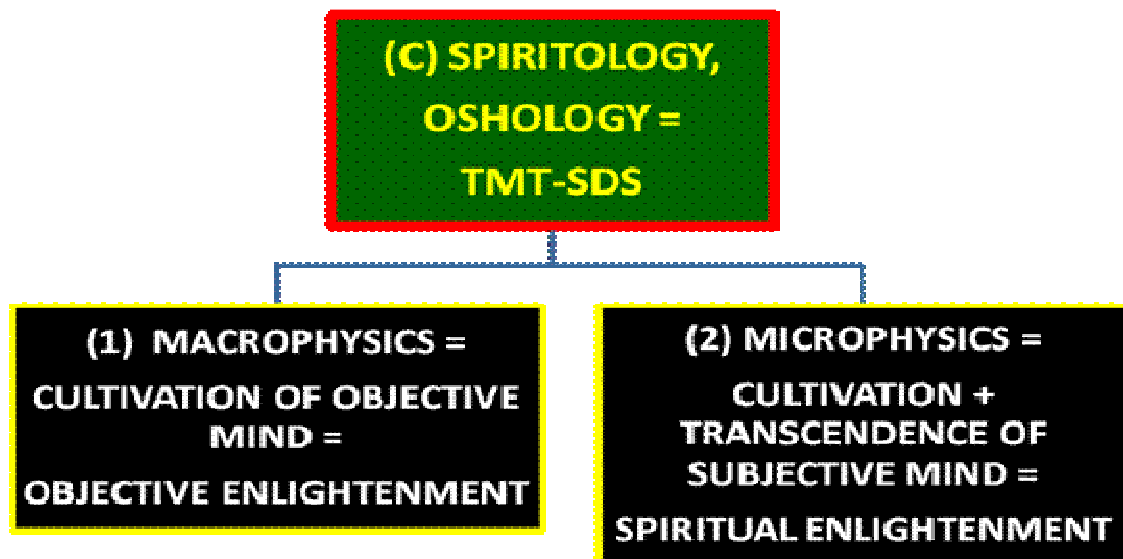 (C) SPIRITOLOGY,
OSHOLOGY =
TMT-SDS
(1) MACROPHYSICS =
CULTIVATION OF OBJECTIVE
MIND =
OBJECTIVE ENLIGHTENMENT
(2) MICROPHYSICS =
CULTIVATION +
TRANSCENDENCE OF
SUBJECTIVE MIND =
SPIRITUAL ENLIGHTENMENT